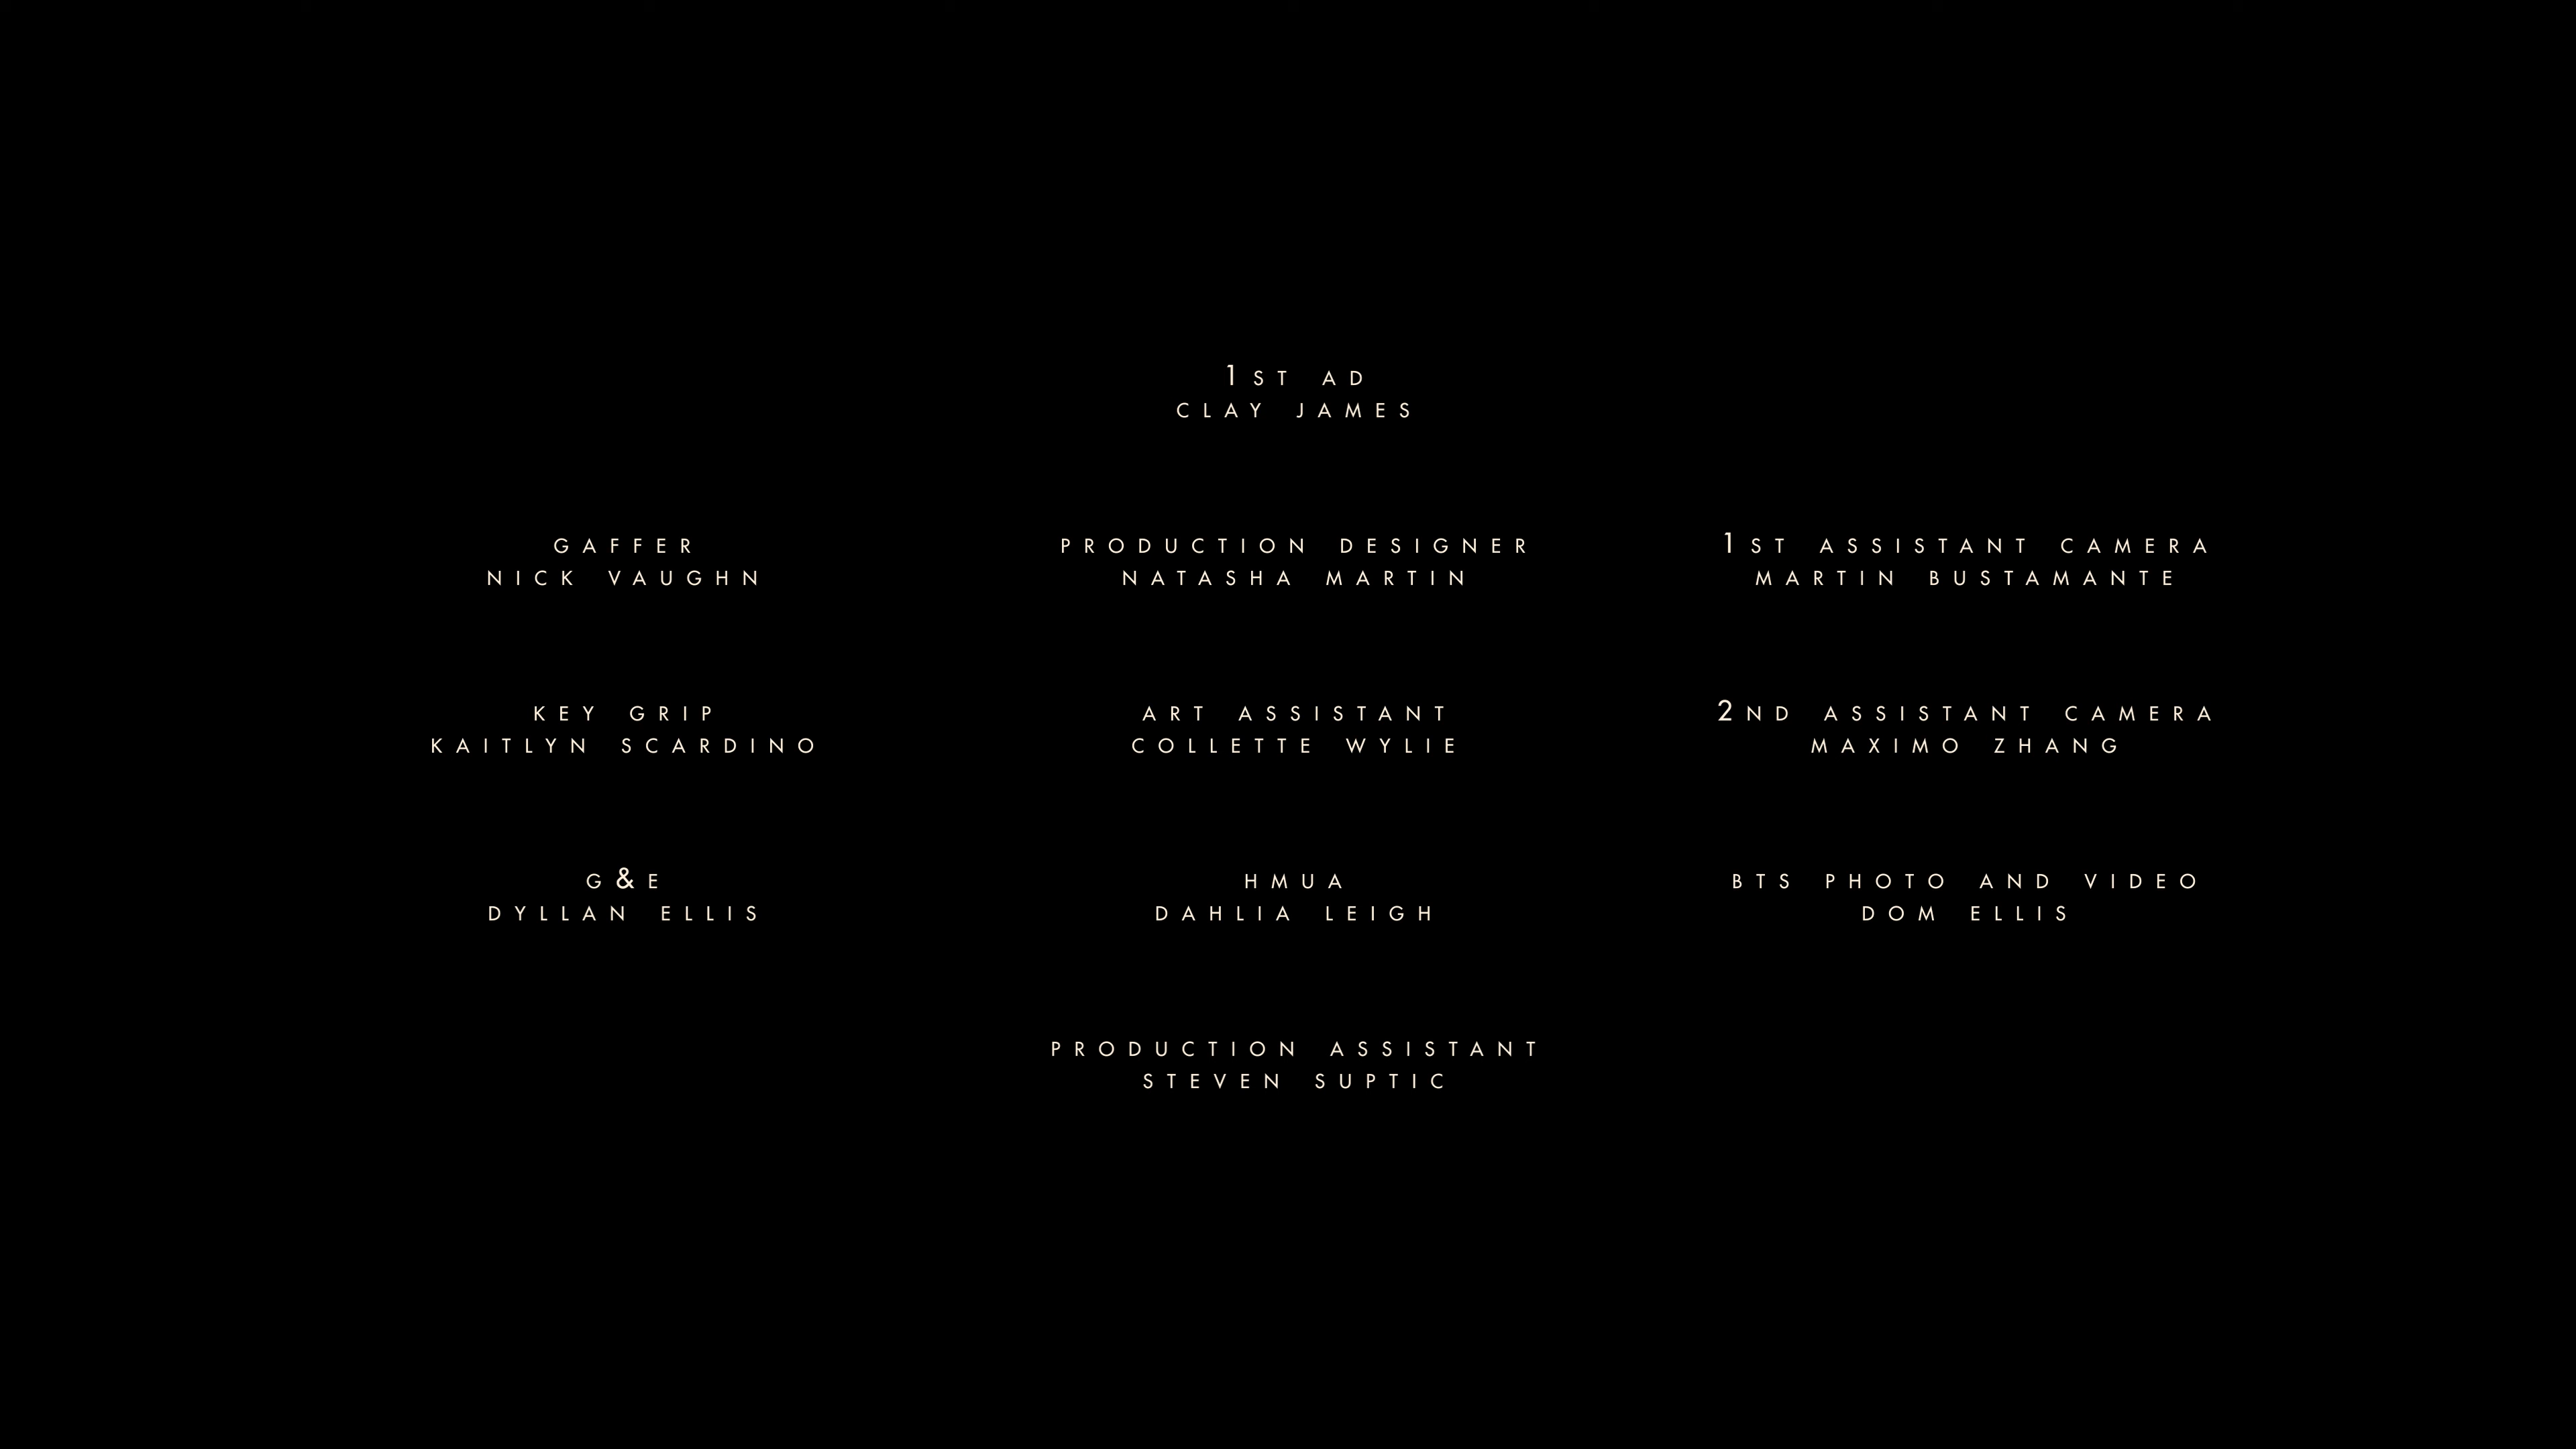 1ST AD
CLAY JAMES
GAFFER
NICK VAUGHN
PRODUCTION DESIGNER
NATASHA MARTIN
1ST ASSISTANT CAMERA
MARTIN BUSTAMANTE
KEY GRIP
KAITLYN SCARDINO
ART ASSISTANT
COLLETTE WYLIE
2ND ASSISTANT CAMERA
MAXIMO ZHANG
G&E
DYLLAN ELLIS
HMUA
DAHLIA LEIGH
BTS PHOTO AND VIDEO
DOM ELLIS
PRODUCTION ASSISTANT
STEVEN SUPTIC